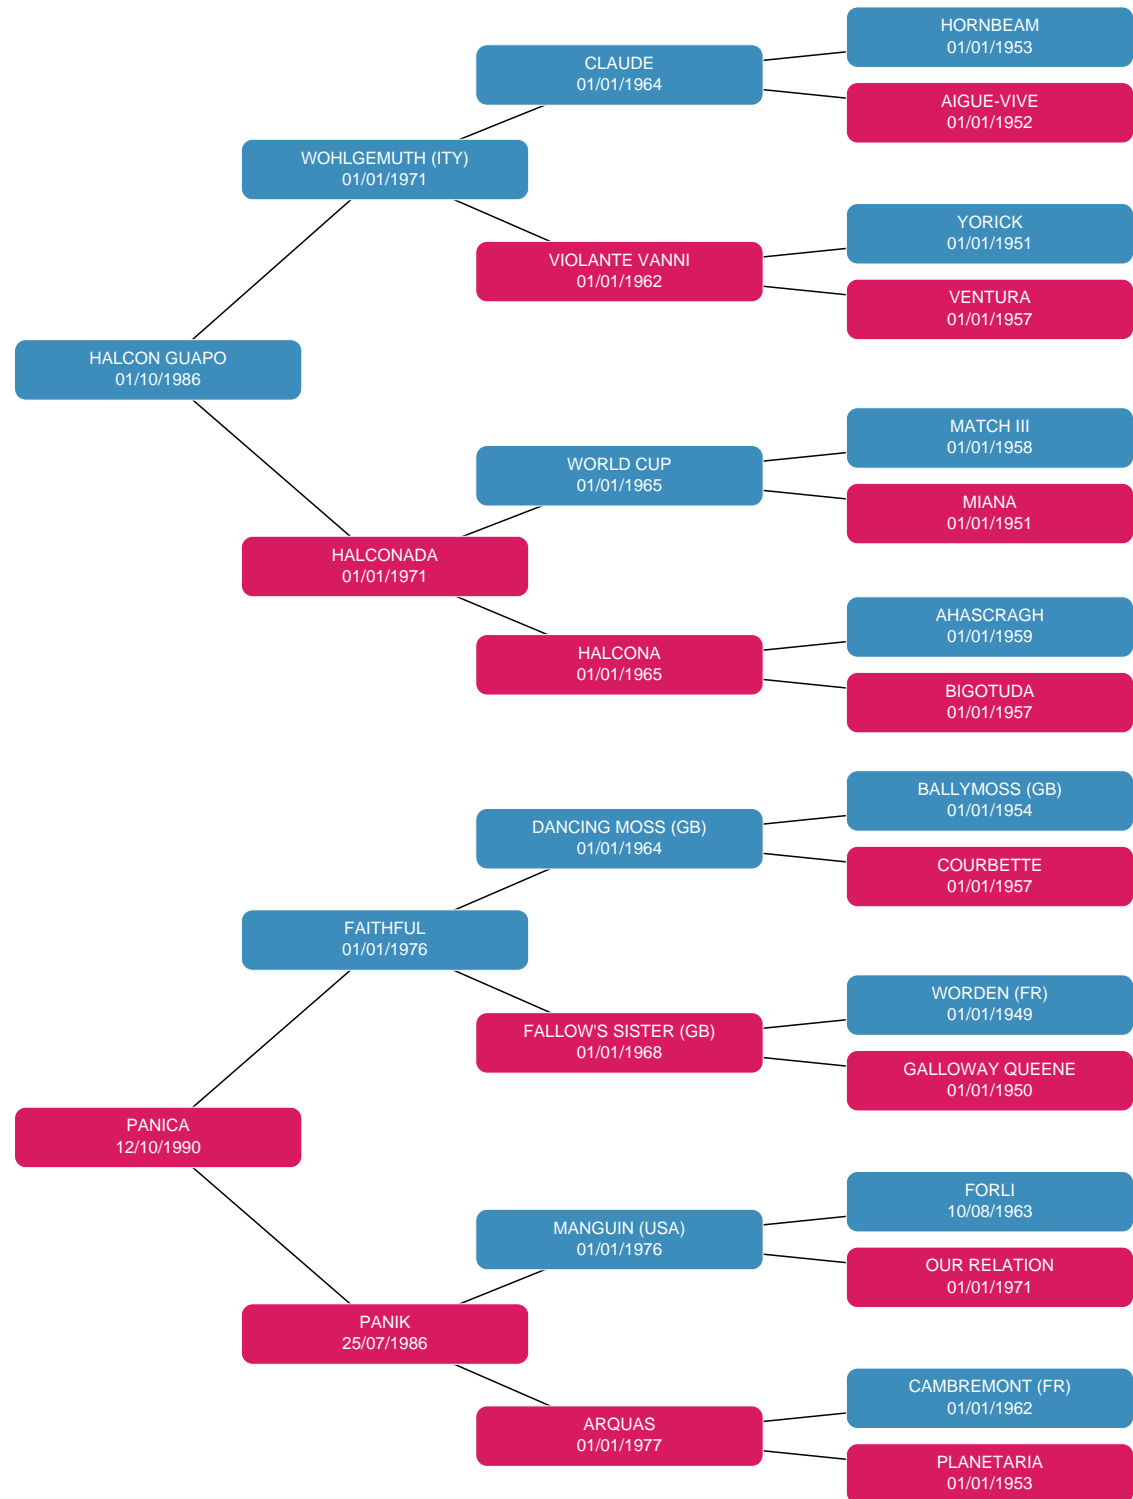 HORNBEAM
01/01/1953
CLAUDE
01/01/1964
AIGUE-VIVE
01/01/1952
WOHLGEMUTH (ITY)
01/01/1971
YORICK
01/01/1951
VIOLANTE VANNI
01/01/1962
VENTURA
01/01/1957
HALCON GUAPO
01/10/1986
MATCH III
01/01/1958
WORLD CUP
01/01/1965
MIANA
01/01/1951
HALCONADA
01/01/1971
AHASCRAGH
01/01/1959
HALCONA
01/01/1965
BIGOTUDA
01/01/1957
BALLYMOSS (GB)
01/01/1954
DANCING MOSS (GB)
01/01/1964
COURBETTE
01/01/1957
FAITHFUL
01/01/1976
WORDEN (FR)
01/01/1949
FALLOW'S SISTER (GB)
01/01/1968
GALLOWAY QUEENE
01/01/1950
PANICA
12/10/1990
FORLI
10/08/1963
MANGUIN (USA)
01/01/1976
OUR RELATION
01/01/1971
PANIK
25/07/1986
CAMBREMONT (FR)
01/01/1962
ARQUAS
01/01/1977
PLANETARIA
01/01/1953